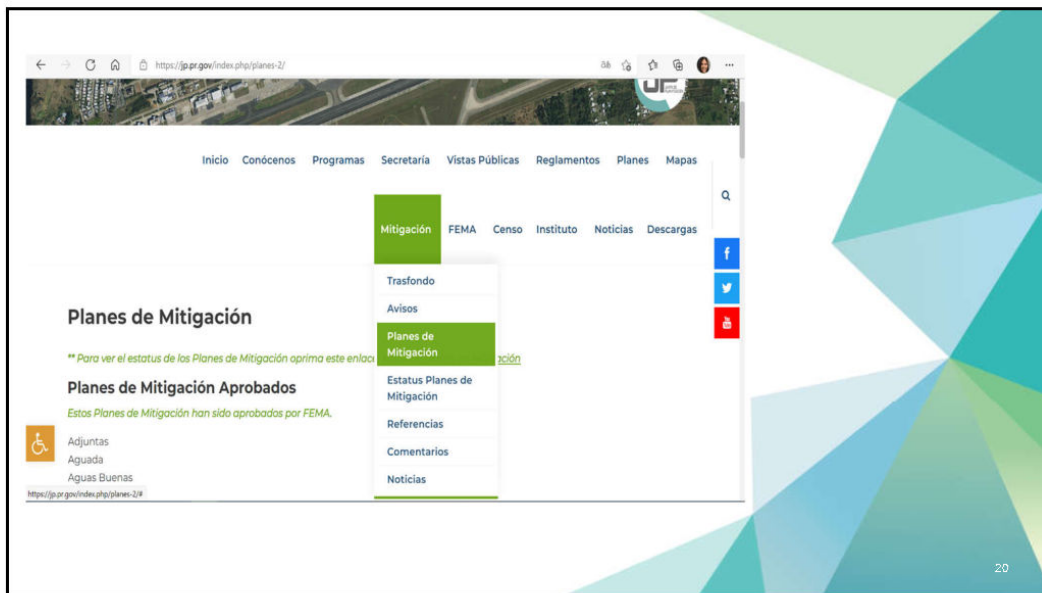 https://jp.pr.gov/index.php/planes-2/
JP
Inicio Conócenos Programas Secretaría Vistas Públicas Reglamentos Planes Mapas
Mitigación FEMA Censo Instituto Noticias Descargas
Trasfondo
Avisos
Planes de
Mitigación
Estatus Planes de
Mitigación
Referencias
Comentarios
Noticias
Planes de Mitigación
** Para ver el estatus de los Planes de Mitigación oprima este
Planes de Mitigación Aprobados
Estos Planes de Mitigación han sido aprobados por FEMA.
Adjuntas
Aguada
Aguas Buenas
https://jp.pr.gov/index.php/planes-2/#
20